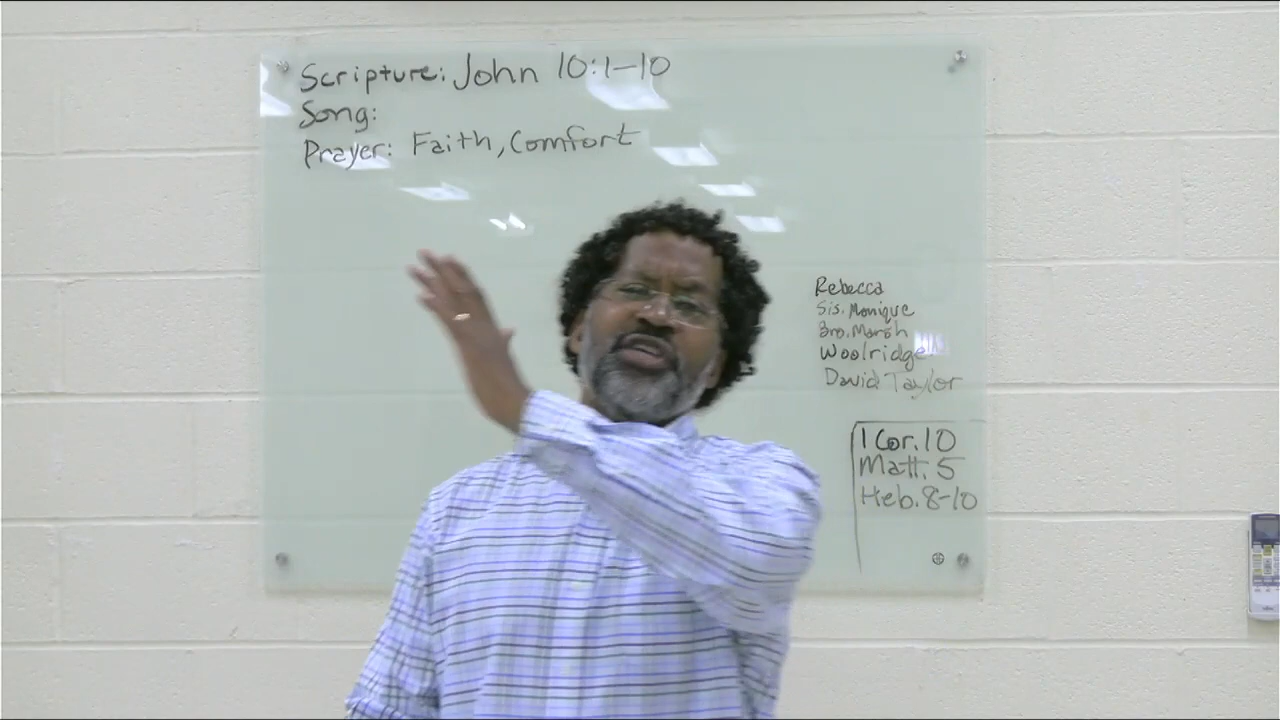 Scripture: John 10:1-10
Song:
Prayer: Faith, Comfort
Rebecca
Sis. Monique
Bro. Marsh
Woolridge
David Taylor
1 Cor. 10
Matt. 5
Heb. 8-10